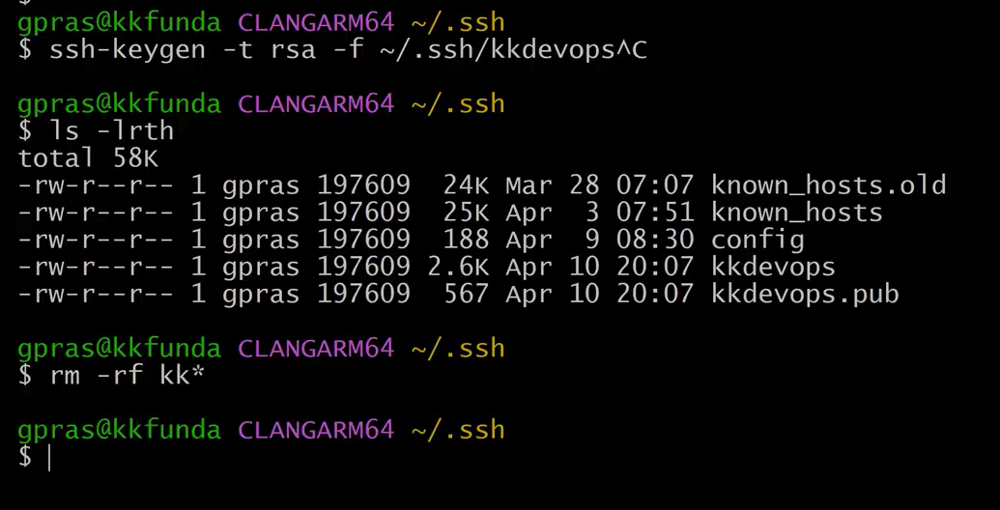 gpras@kkfunda CLANGARM64 ~/.ssh
$ ssh-keygen -t rsa -f ~/.ssh/kkdevops^C
gpras@kkfunda CLANGARM64 ~/.ssh
$ ls -lrth
total 58K
-rw-r--r-- 1 gpras 197609  24K Mar 28 07:07 known_hosts.old
-rw-r--r-- 1 gpras 197609  25K Apr  3 07:51 known_hosts
-rw-r--r-- 1 gpras 197609  188 Apr  9 08:30 config
-rw-r--r-- 1 gpras 197609 2.6K Apr 10 20:07 kkdevops
-rw-r--r-- 1 gpras 197609  567 Apr 10 20:07 kkdevops.pub
gpras@kkfunda CLANGARM64 ~/.ssh
$ rm -rf kk*
gpras@kkfunda CLANGARM64 ~/.ssh
$